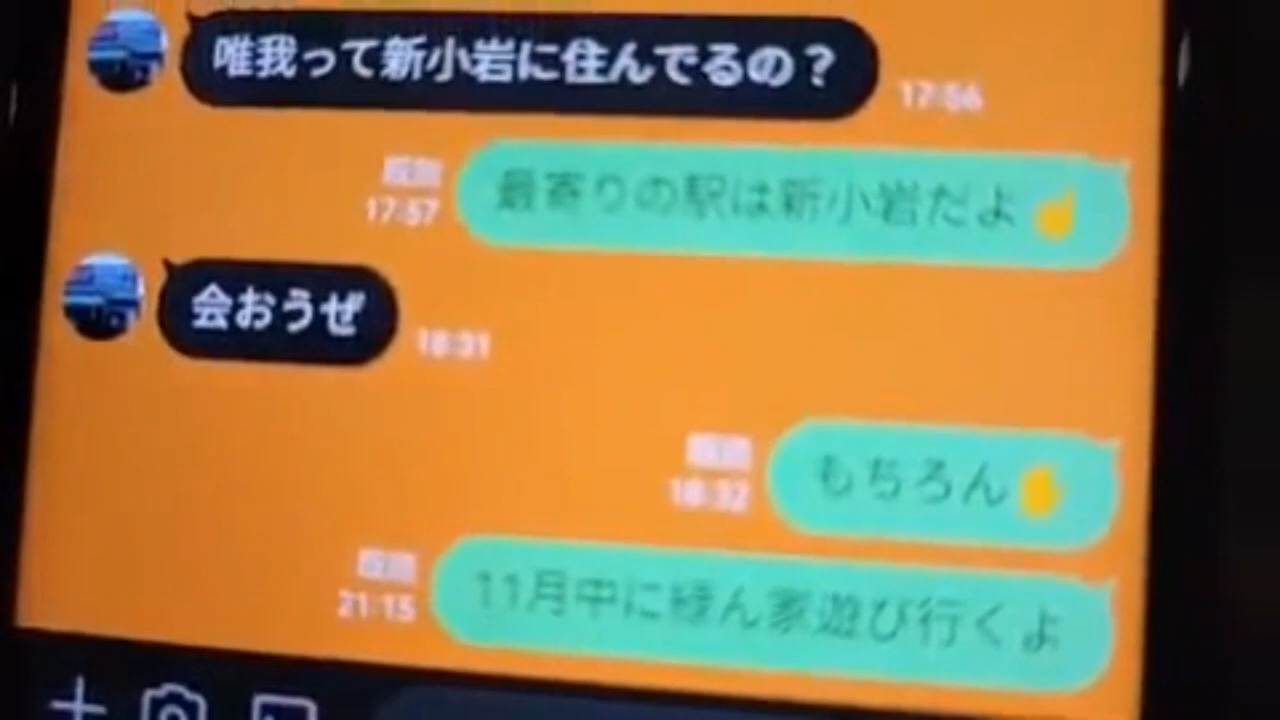 唯我って新小岩に住んでるの？
17:56
既読
17:57
最寄りの駅は新小岩だよ☝
会おうぜ
18:31
既読
18:32
もちろん
既読
21:15
11月中に緑ん家遊び行くよ